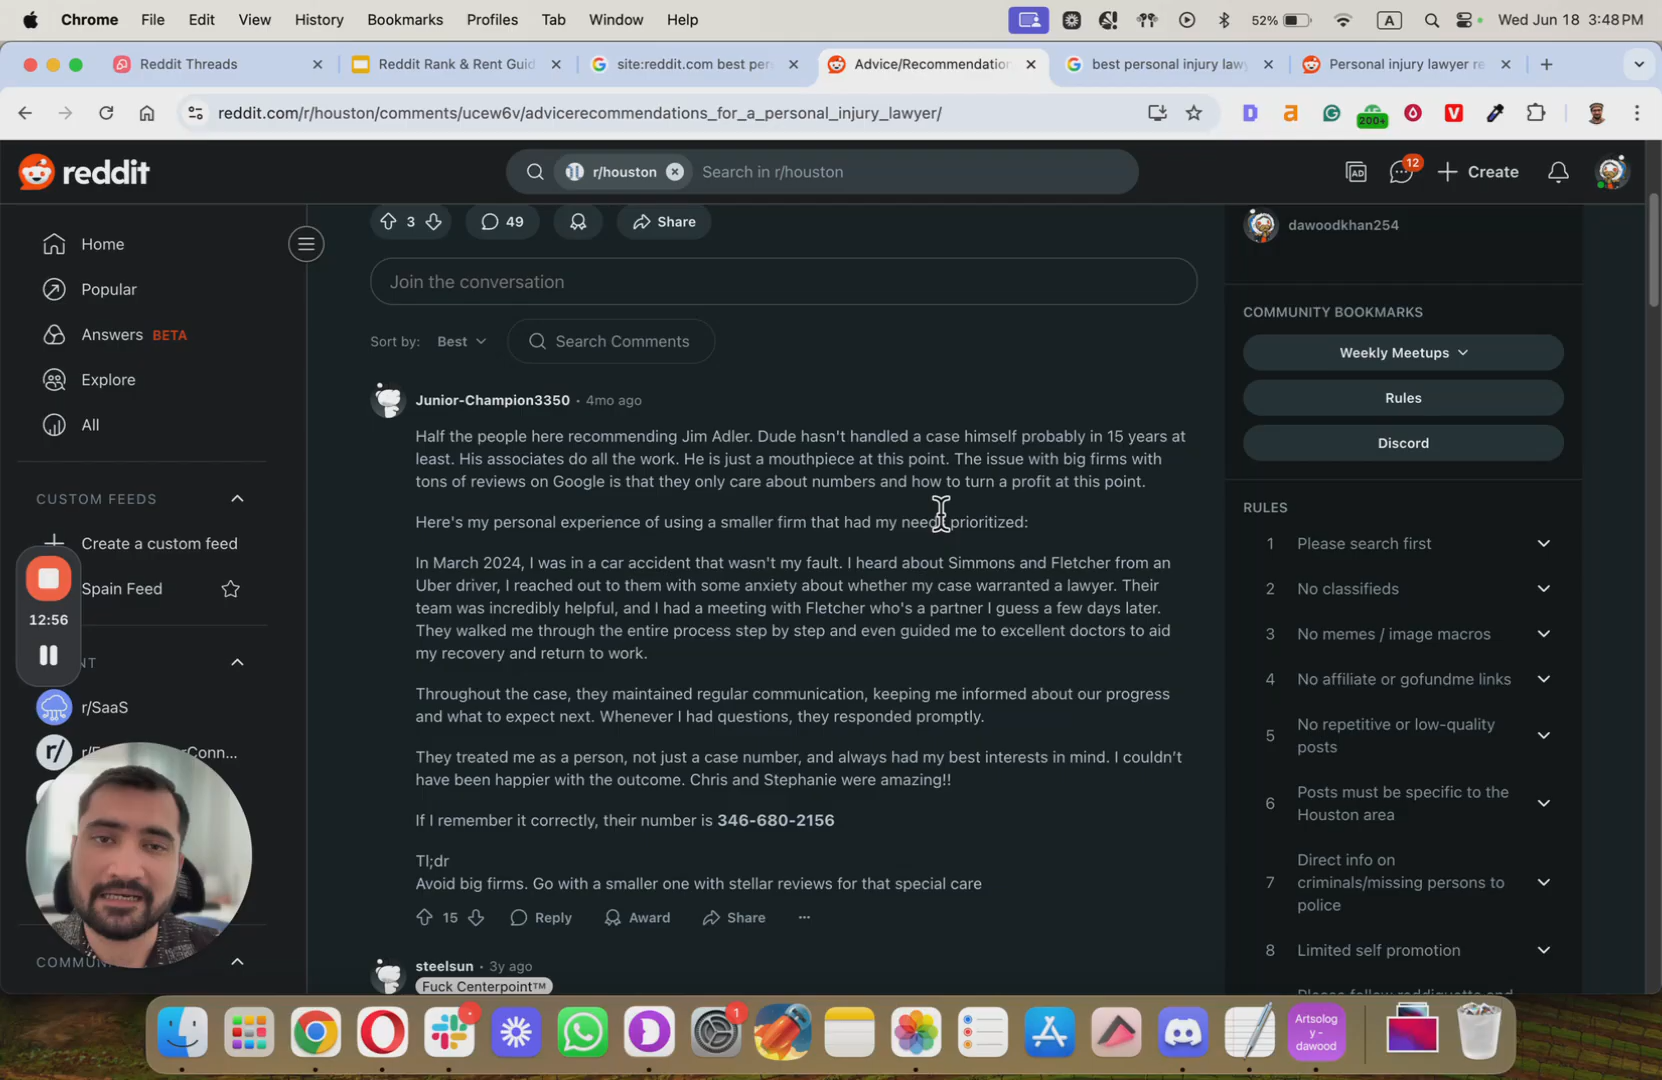 Chrome File Edit View History Bookmarks Profiles Tab Window Help 52% A Wed Jun 18 3:48 PM
Reddit Threads Reddit Rank & Rent Guid site:reddit.com best per Advice/Recommendation best personal injury law Personal injury lawyer re
reddit.com/r/houston/comments/ucew6v/advicerecommendations_for_a_personal_injury_lawyer/ 200+
reddit r/houston Search in r/houston AD 12 Create
Home
Popular
Answers BETA
Explore
All
CUSTOM FEEDS
Create a custom feed
Spain Feed
12:56
NT
r/SaaS
Conn...
COMMUN
3 49 Share
Join the conversation
Sort by: Best Search Comments
Junior-Champion3350 • 4mo ago
Half the people here recommending Jim Adler. Dude hasn't handled a case himself probably in 15 years at
least. His associates do all the work. He is just a mouthpiece at this point. The issue with big firms with
tons of reviews on Google is that they only care about numbers and how to turn a profit at this point.
Here's my personal experience of using a smaller firm that had my needs prioritized:
In March 2024, I was in a car accident that wasn't my fault. I heard about Simmons and Fletcher from an
Uber driver, I reached out to them with some anxiety about whether my case warranted a lawyer. Their
team was incredibly helpful, and I had a meeting with Fletcher who's a partner I guess a few days later.
They walked me through the entire process step by step and even guided me to excellent doctors to aid
my recovery and return to work.
Throughout the case, they maintained regular communication, keeping me informed about our progress
and what to expect next. Whenever I had questions, they responded promptly.
They treated me as a person, not just a case number, and always had my best interests in mind. I couldn't
have been happier with the outcome. Chris and Stephanie were amazing!!
If I remember it correctly, their number is 346-680-2156
Tl;dr
Avoid big firms. Go with a smaller one with stellar reviews for that special care
15 Reply Award Share
steelsun • 3y ago
Fuck Centerpoint™
dawoodkhan254
COMMUNITY BOOKMARKS
Weekly Meetups
Rules
Discord
RULES
1 Please search first
2 No classifieds
3 No memes / image macros
4 No affiliate or gofundme links
5 No repetitive or low-quality
posts
6 Posts must be specific to the
Houston area
7 Direct info on
criminals/missing persons to
police
8 Limited self promotion
1
Artsolog
y -
dawood